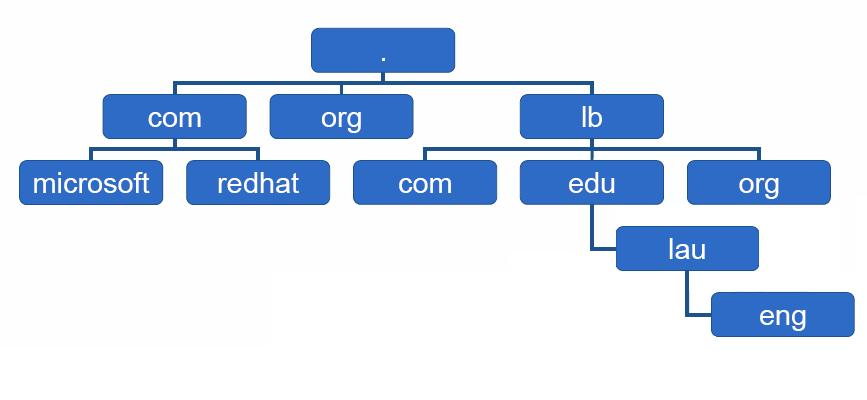 .
com
org
lb
microsoft
redhat
com
edu
org
lau
eng